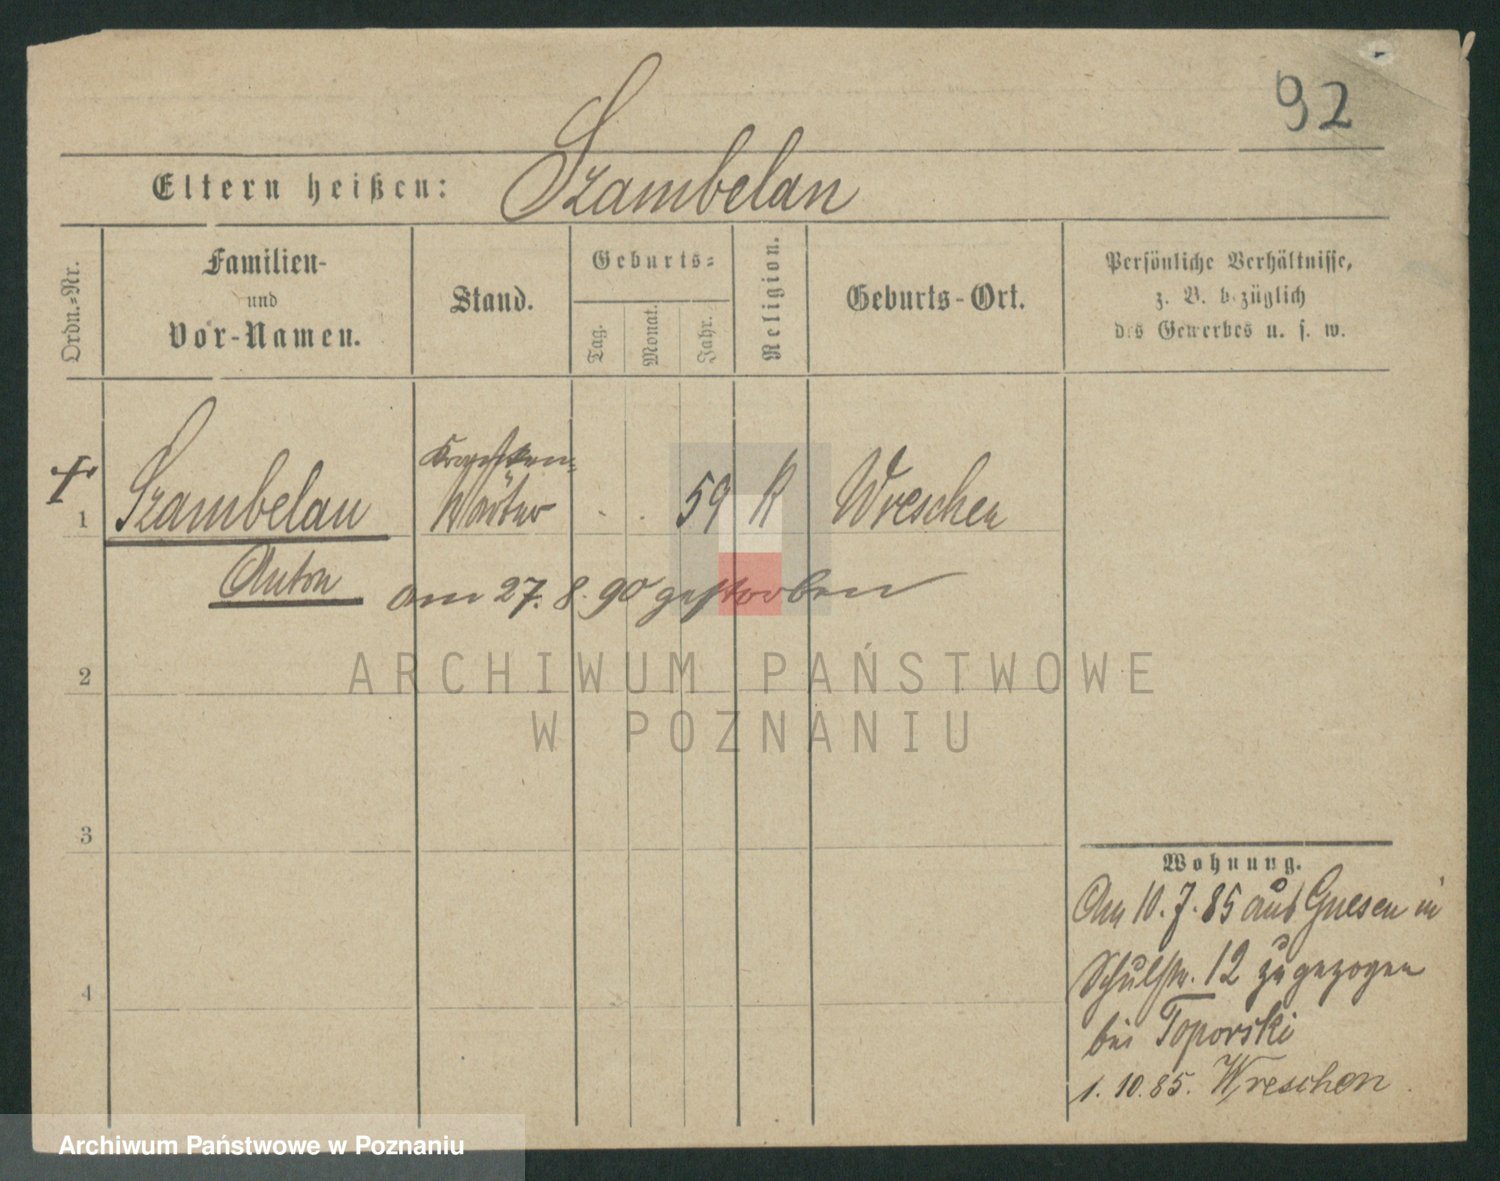 92
Eltern heißen: Szambelan
Ordn.=Nr.
Familien-
und
Vor-Namen.
Stand.
Geburts=
Tag.
Monat.
Jahr.
Religion.
Geburts-Ort.
Persönliche Verhältnisse,
z. B. bezüglich
des Gewerbes u. s. w.
1 Szambelan Kranken= Wärter . . 59 K Wreschen
Anton am 27. 8. 90 gestorben
2
3
4
Wohnung.
Am 10. 7. 85 aus Gnesen in
Schulstr. 12 zugezogen
bei Toporski
1. 10. 85. Wreschen
ARCHIWUM PAŃSTWOWE
W POZNANIU
Archiwum Państwowe w Poznaniu